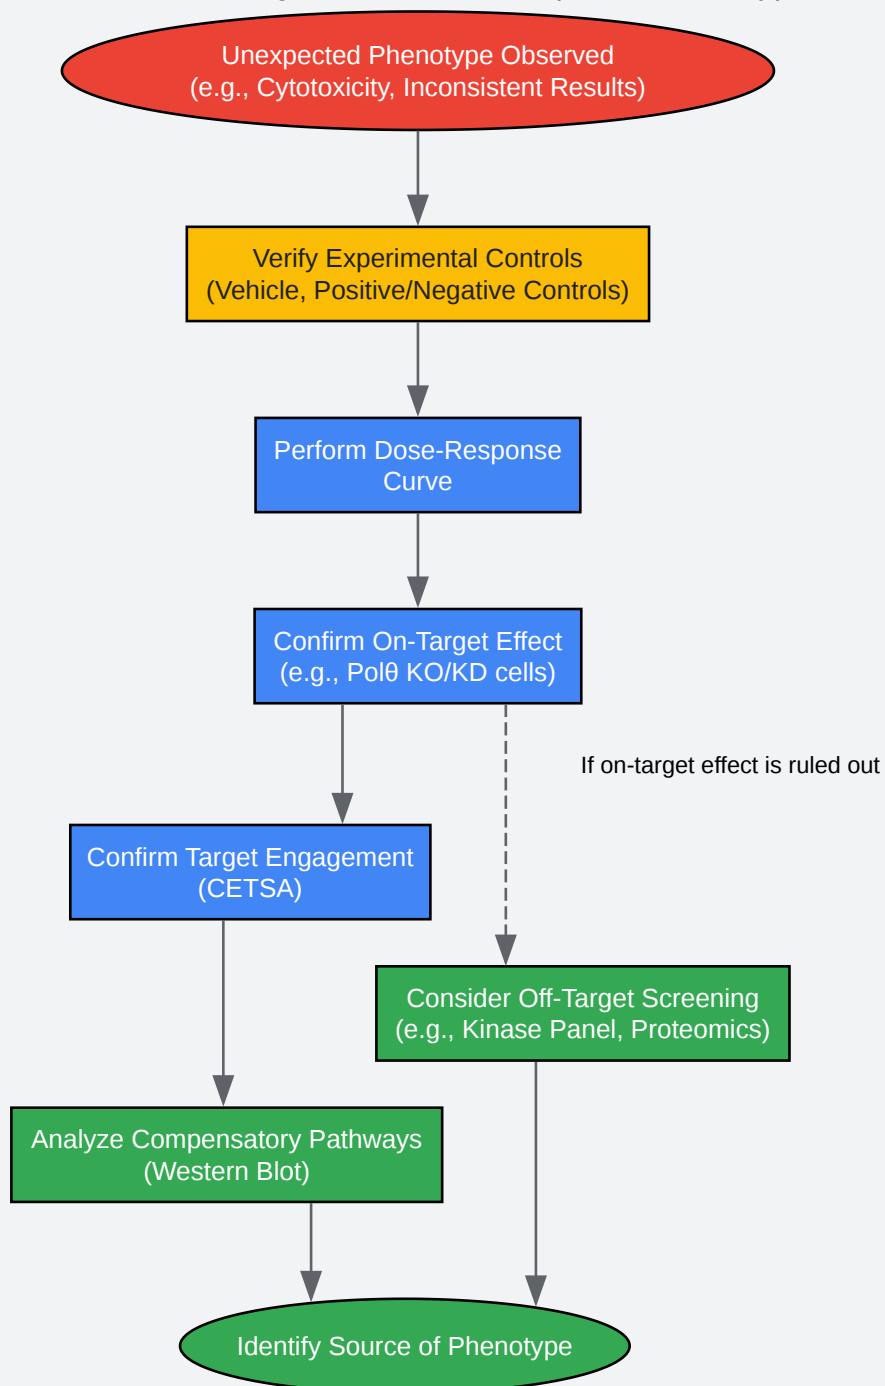 Unexpected Phenotype Observed
(e.g., Cytotoxicity, Inconsistent Results)
Verify Experimental Controls
(Vehicle, Positive/Negative Controls)
Perform Dose-Response
Curve
Confirm On-Target Effect
(e.g., Polθ KO/KD cells)
If on-target effect is ruled out
Confirm Target Engagement
(CETSA)
Consider Off-Target Screening
(e.g., Kinase Panel, Proteomics)
Analyze Compensatory Pathways
(Western Blot)
Identify Source of Phenotype